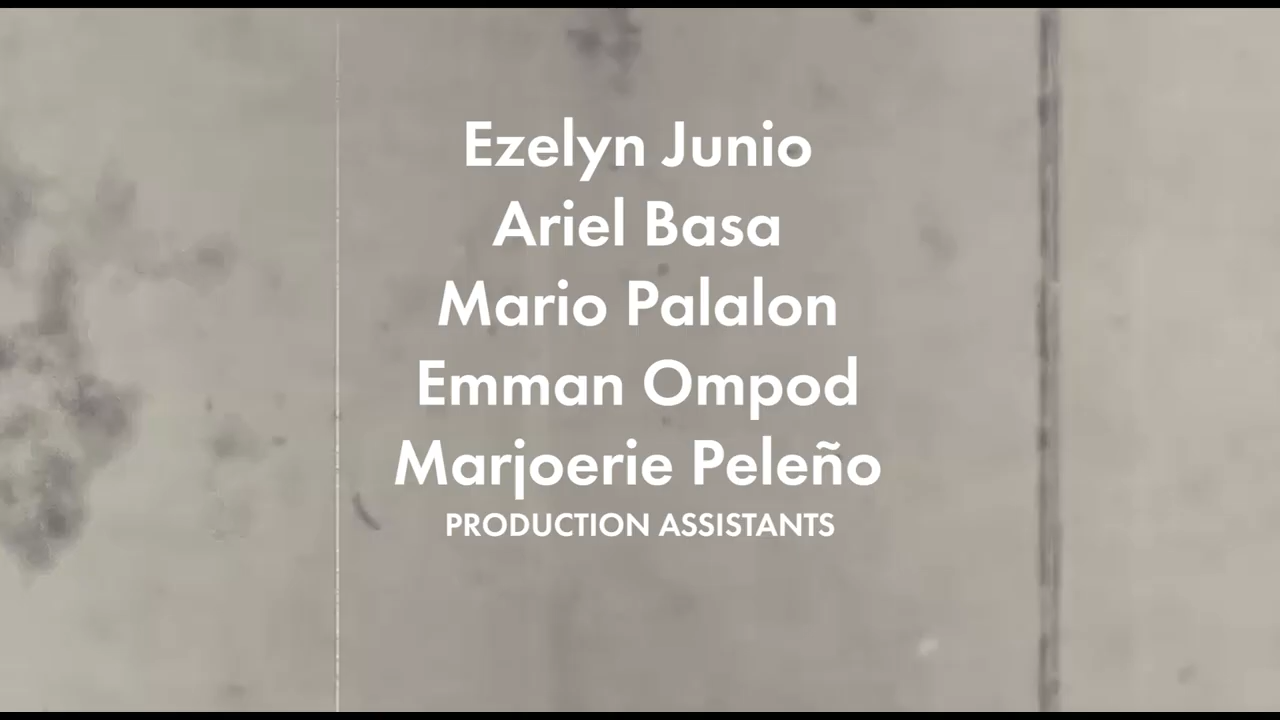 Ezelyn Junio
Ariel Basa
Mario Palalon
Emman Ompod
Marjoerie Peleño
PRODUCTION ASSISTANTS